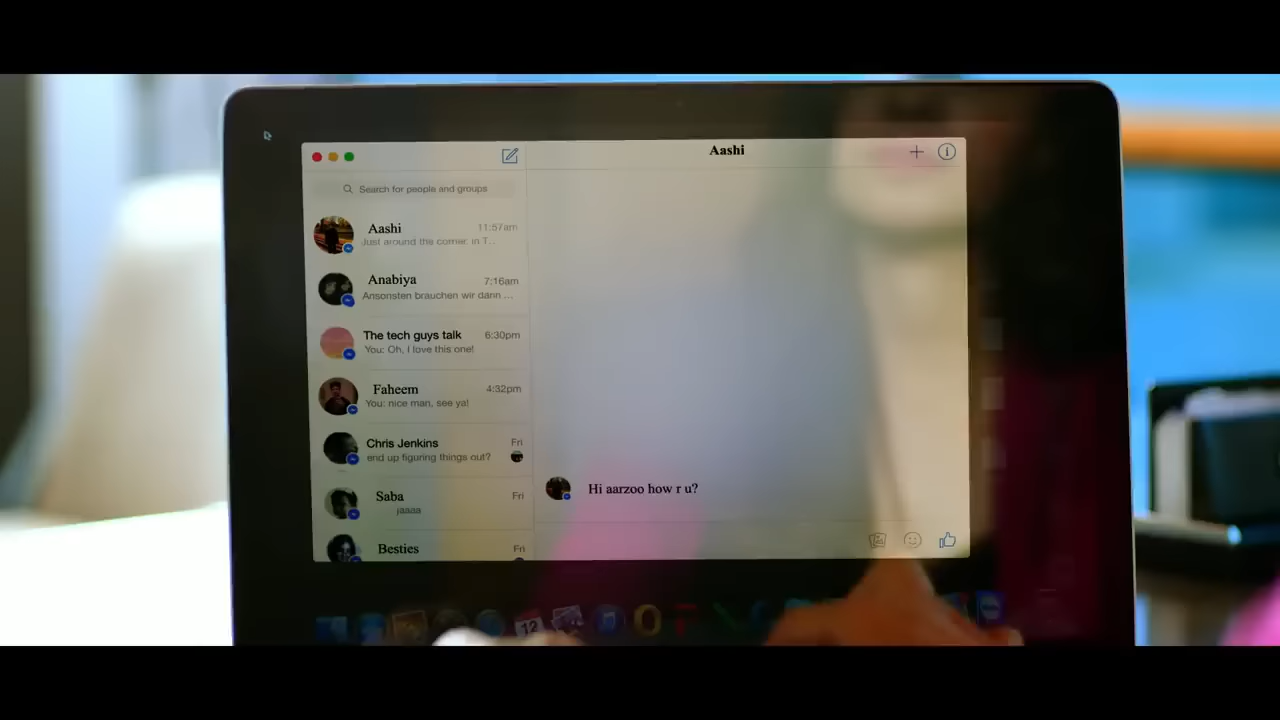 Aashi
Search for people and groups
Aashi 11:57am
Just around the corner. in T...
Anabiya 7:16am
Ansonsten brauchen wir dann ...
The tech guys talk 6:30pm
You: Oh, I love this one!
Faheem 4:32pm
You: nice man, see ya!
Chris Jenkins Fri
end up figuring things out?
Saba Fri
jaaaa
Besties Fri
Hi aarzoo how r u?
12